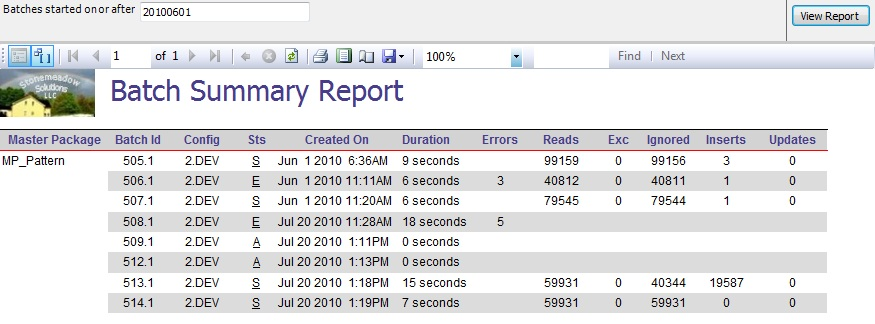 Batches started on or after 20100601 View Report
1 of 1 100% Find | Next
Stonemeadow
Solutions
LLC
Batch Summary Report
Master Package Batch Id Config Sts Created On Duration Errors Reads Exc Ignored Inserts Updates
MP_Pattern 505.1 2.DEV S Jun 1 2010 6:36AM 9 seconds 99159 0 99156 3 0
506.1 2.DEV E Jun 1 2010 11:11AM 6 seconds 3 40812 0 40811 1 0
507.1 2.DEV S Jun 1 2010 11:20AM 6 seconds 79545 0 79544 1 0
508.1 2.DEV E Jul 20 2010 11:28AM 18 seconds 5
509.1 2.DEV A Jul 20 2010 1:11PM 0 seconds
512.1 2.DEV A Jul 20 2010 1:13PM 0 seconds
513.1 2.DEV S Jul 20 2010 1:18PM 15 seconds 59931 0 40344 19587 0
514.1 2.DEV S Jul 20 2010 1:19PM 7 seconds 59931 0 59931 0 0